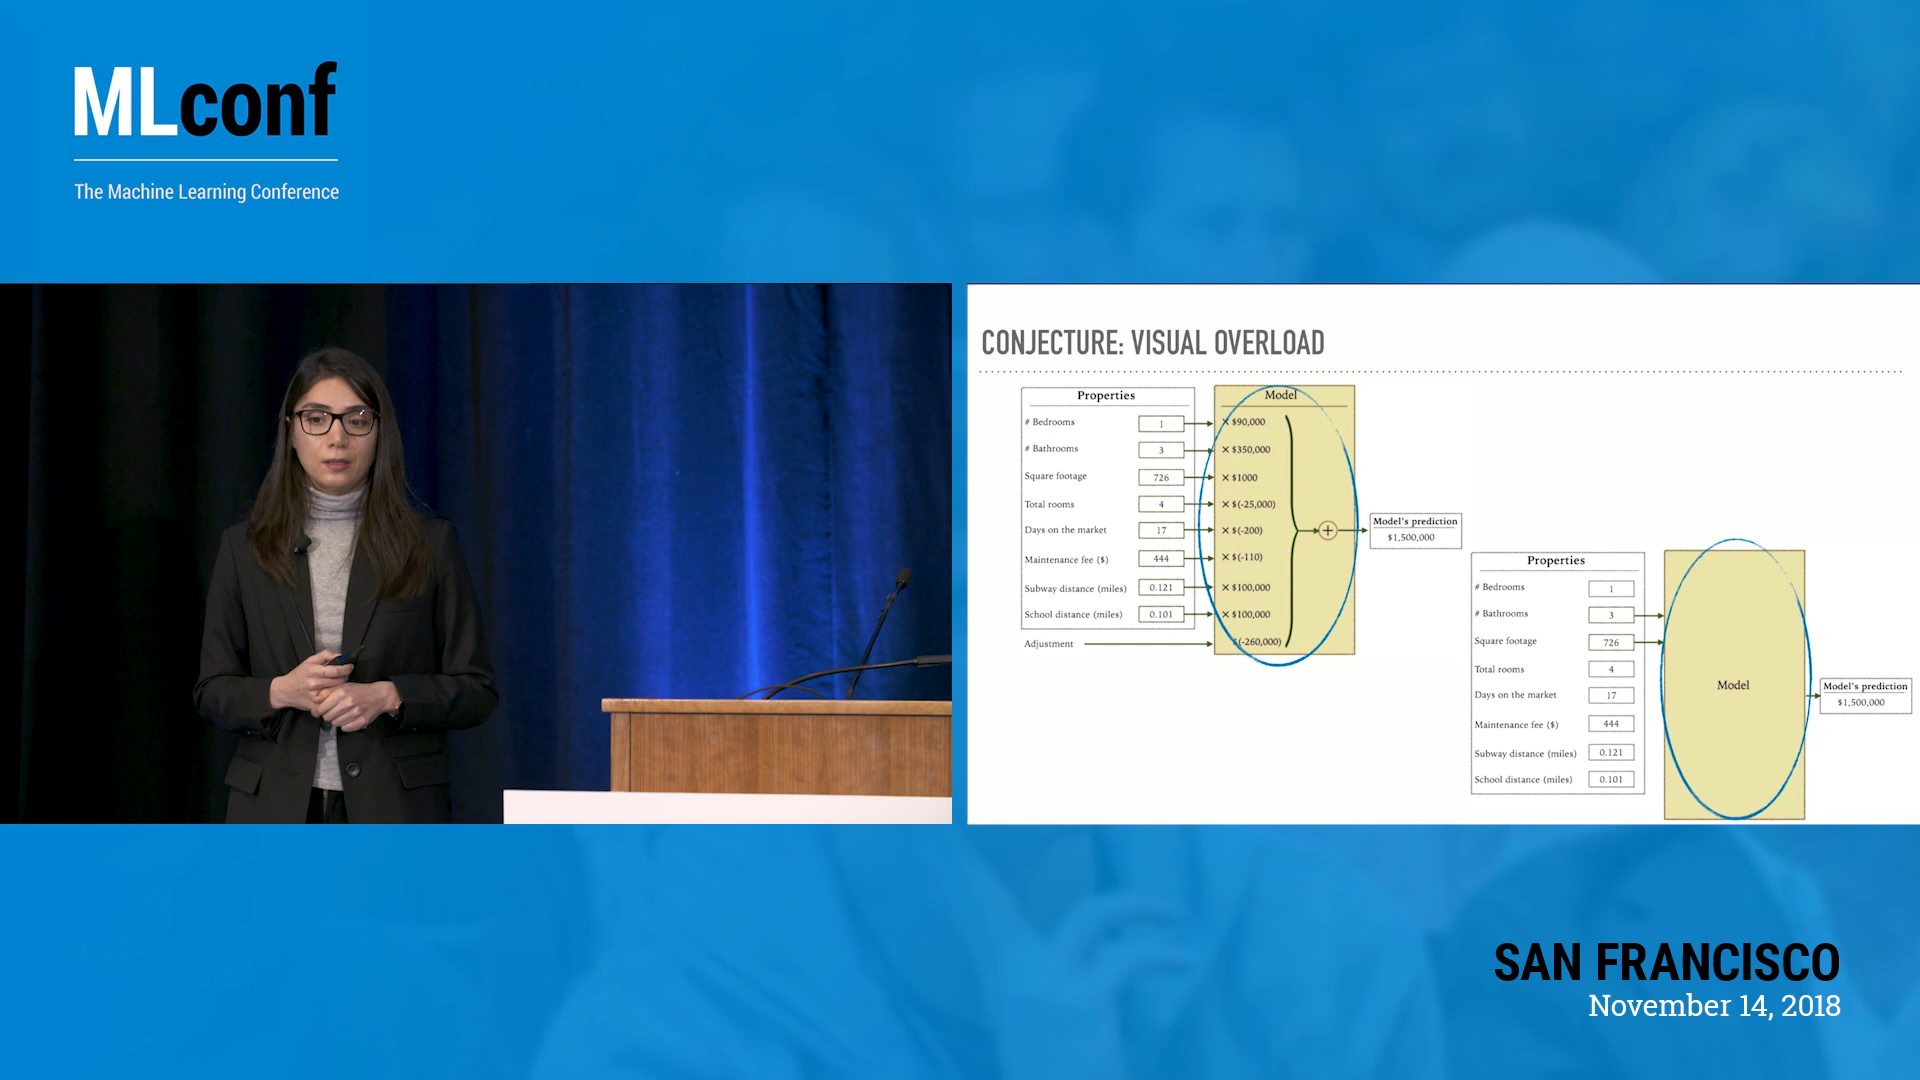 MLconf
The Machine Learning Conference
CONJECTURE: VISUAL OVERLOAD
Properties
# Bedrooms 1
# Bathrooms 3
Square footage 726
Total rooms 4
Days on the market 17
Maintenance fee ($) 444
Subway distance (miles) 0.121
School distance (miles) 0.101
Adjustment
Model
× $90,000
× $350,000
× $1000
× $(-25,000)
× $(-200)
× $(-110)
× $100,000
× $100,000
$(-260,000)
+
Model's prediction
$1,500,000
Properties
# Bedrooms 1
# Bathrooms 3
Square footage 726
Total rooms 4
Days on the market 17
Maintenance fee ($) 444
Subway distance (miles) 0.121
School distance (miles) 0.101
Model
Model's prediction
$1,500,000
SAN FRANCISCO
November 14, 2018